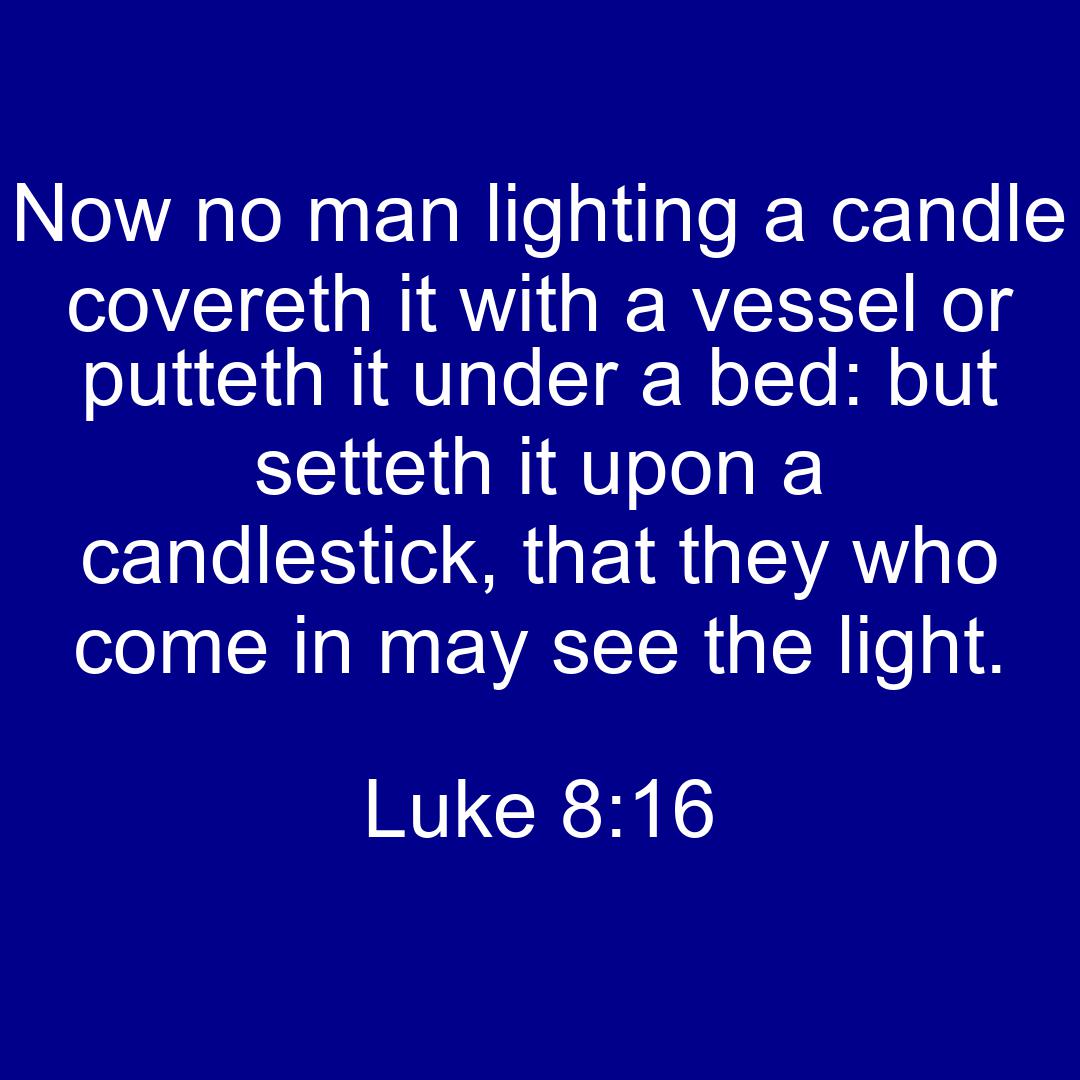 Now no man lighting a candle
covereth it with a vessel or
putteth it under a bed: but
setteth it upon a
candlestick, that they who
come in may see the light.
Luke 8:16